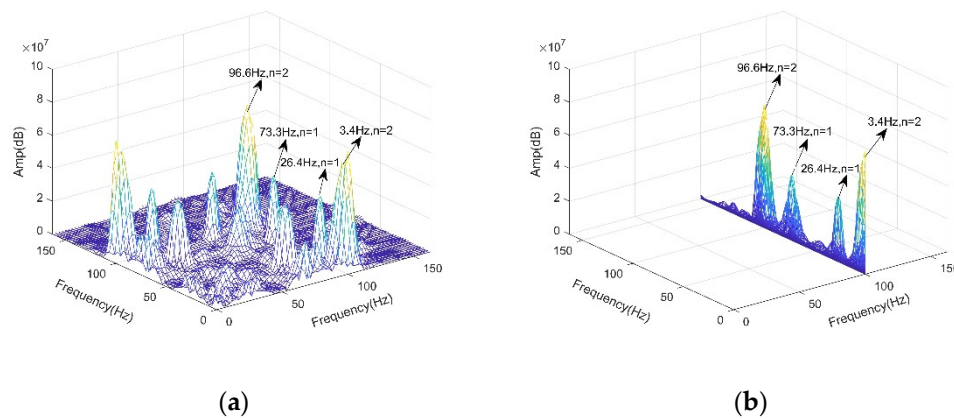 ×10⁷
10
8
6
4
2
0
Amp(dB)
150
100
50
0
Frequency(Hz)
0
50
100
150
Frequency(Hz)
96.6Hz,n=2
73.3Hz,n=1
3.4Hz,n=2
26.4Hz,n=1
(a)
×10⁷
10
8
6
4
2
0
Amp(dB)
150
100
50
0
Frequency(Hz)
0
50
100
150
Frequency(Hz)
96.6Hz,n=2
73.3Hz,n=1
3.4Hz,n=2
26.4Hz,n=1
(b)